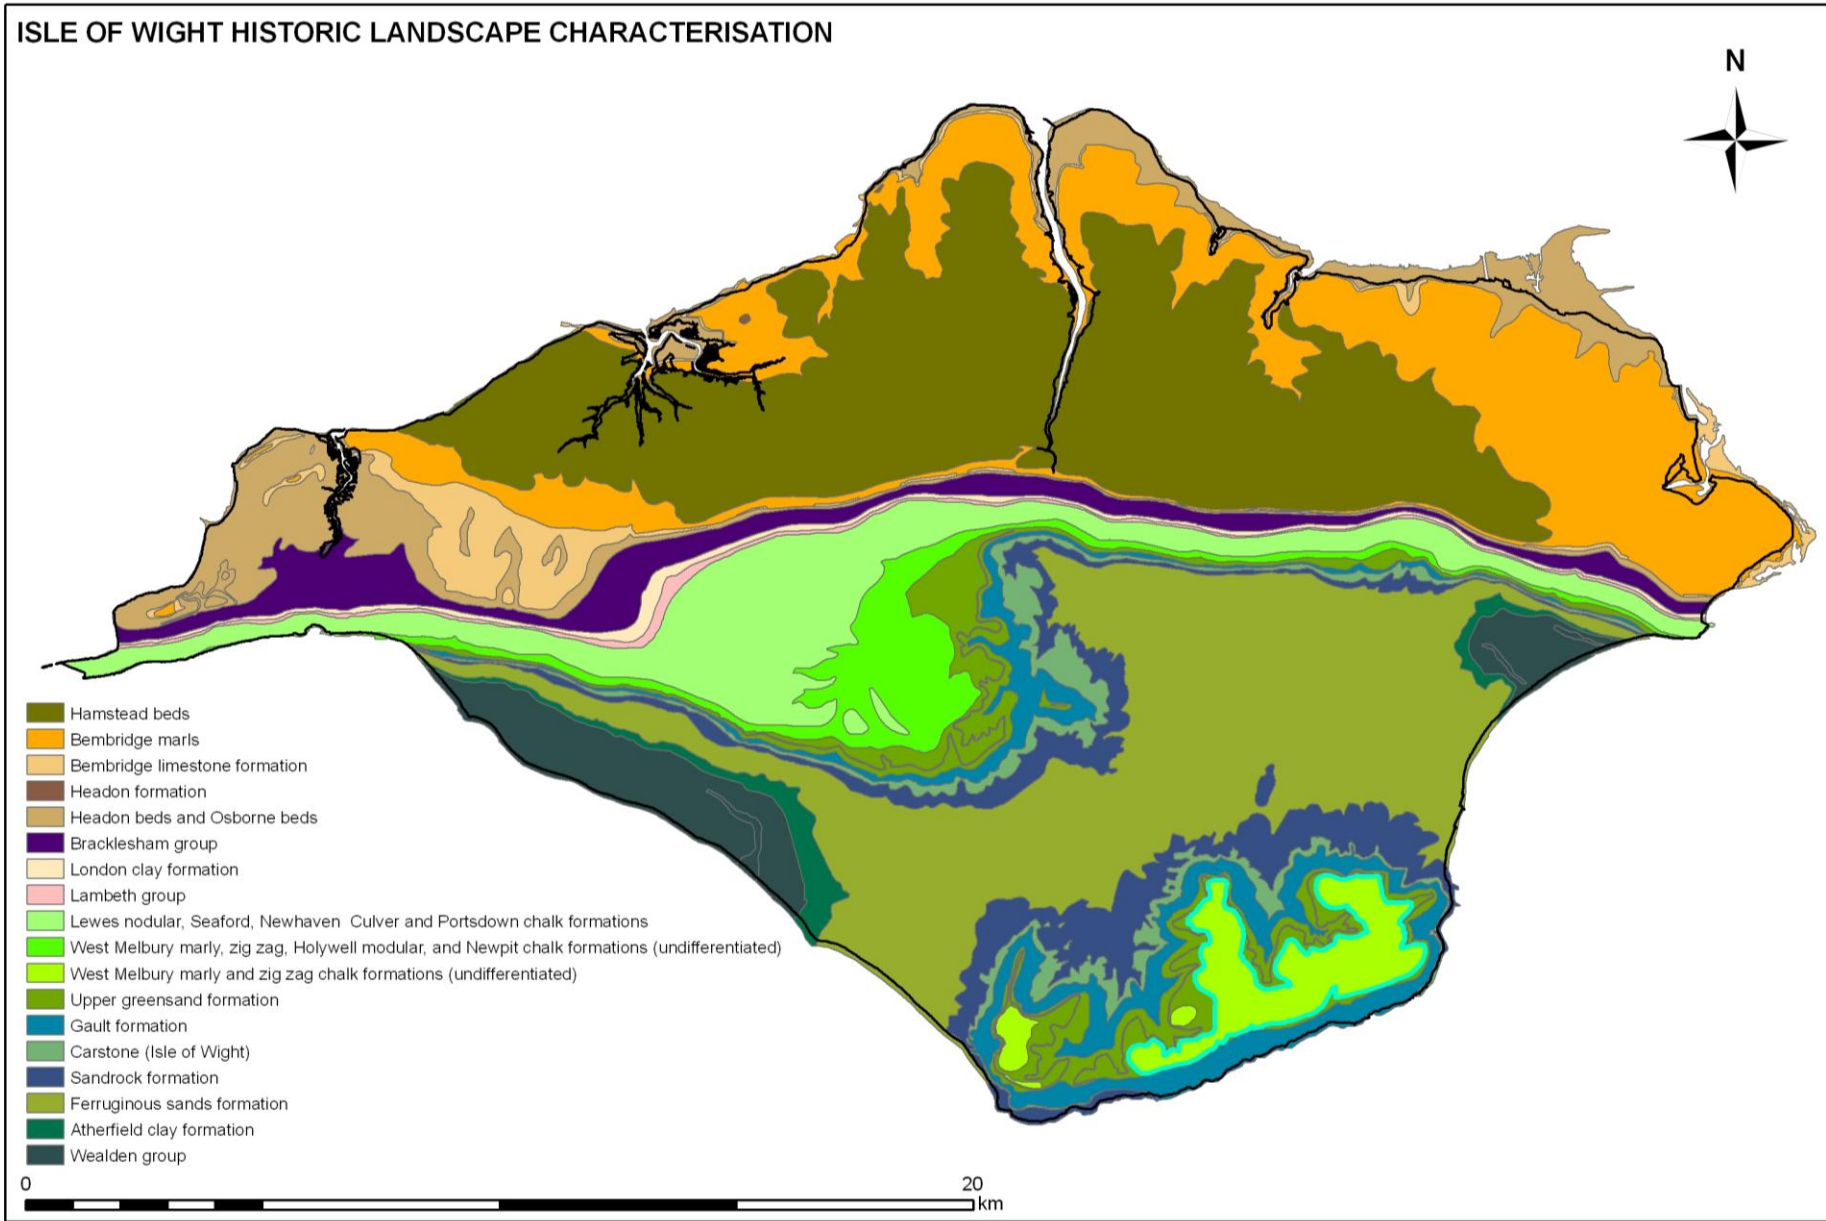 ISLE OF WIGHT HISTORIC LANDSCAPE CHARACTERISATION
N
Hamstead beds
Bembridge marls
Bembridge limestone formation
Headon formation
Headon beds and Osborne beds
Bracklesham group
London clay formation
Lambeth group
Lewes nodular, Seaford, Newhaven Culver and Portsdown chalk formations
West Melbury marly, zig zag, Holywell modular, and Newpit chalk formations (undifferentiated)
West Melbury marly and zig zag chalk formations (undifferentiated)
Upper greensand formation
Gault formation
Carstone (Isle of Wight)
Sandrock formation
Ferruginous sands formation
Atherfield clay formation
Wealden group
0 20
km